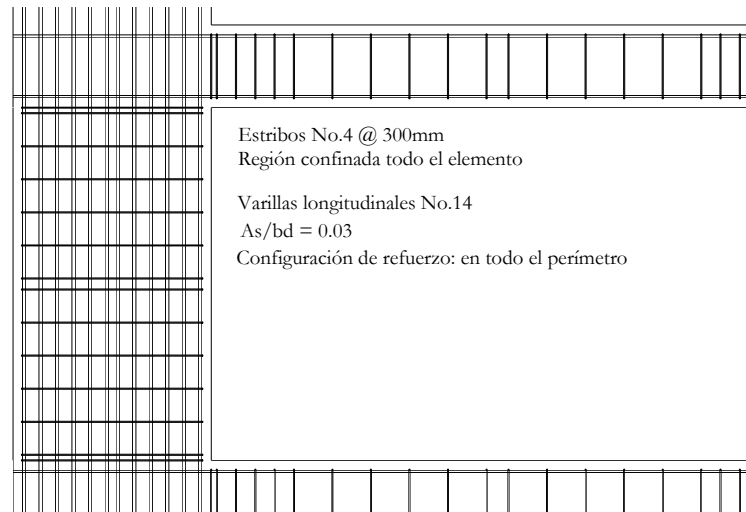 Estribos No.4 @ 300mm
Región confinada todo el elemento
Varillas longitudinales No.14
As/bd = 0.03
Configuración de refuerzo: en todo el perímetro